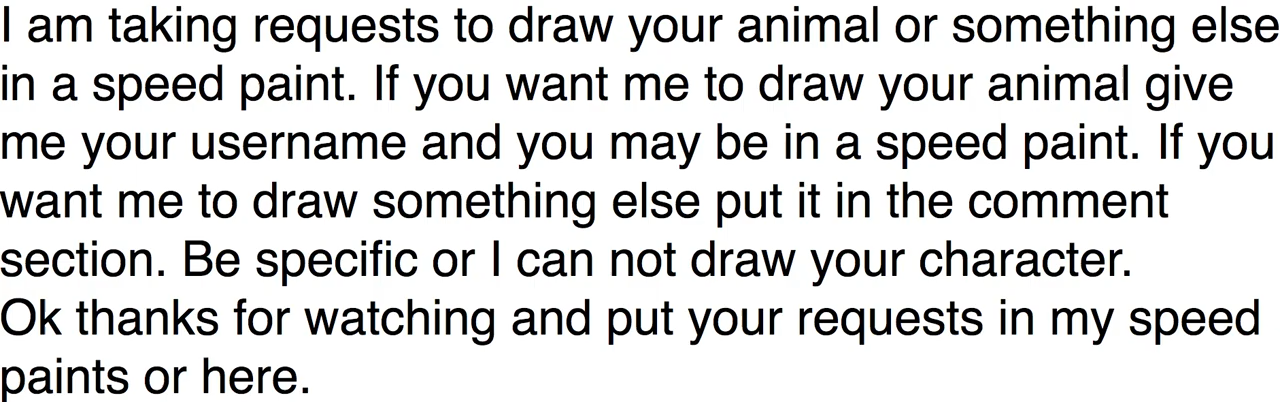 I am taking requests to draw your animal or something else
in a speed paint. If you want me to draw your animal give
me your username and you may be in a speed paint. If you
want me to draw something else put it in the comment
section. Be specific or I can not draw your character.
Ok thanks for watching and put your requests in my speed
paints or here.